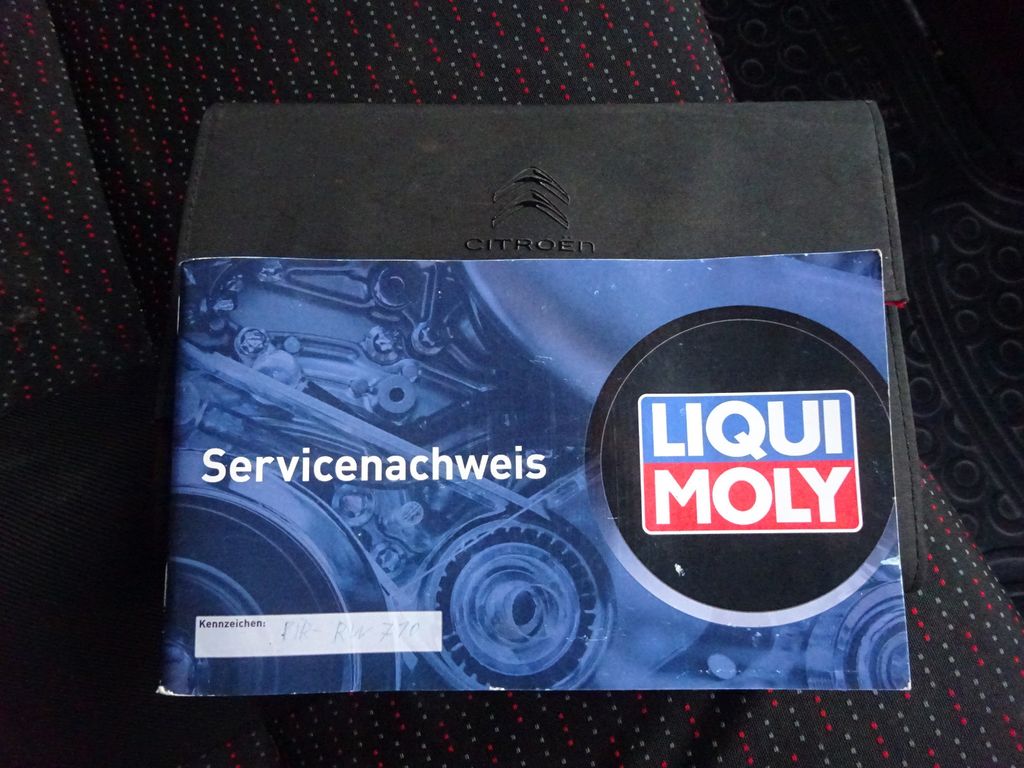 CITROËN
LIQUI
MOLY
Servicenachweis
Kennzeichen: